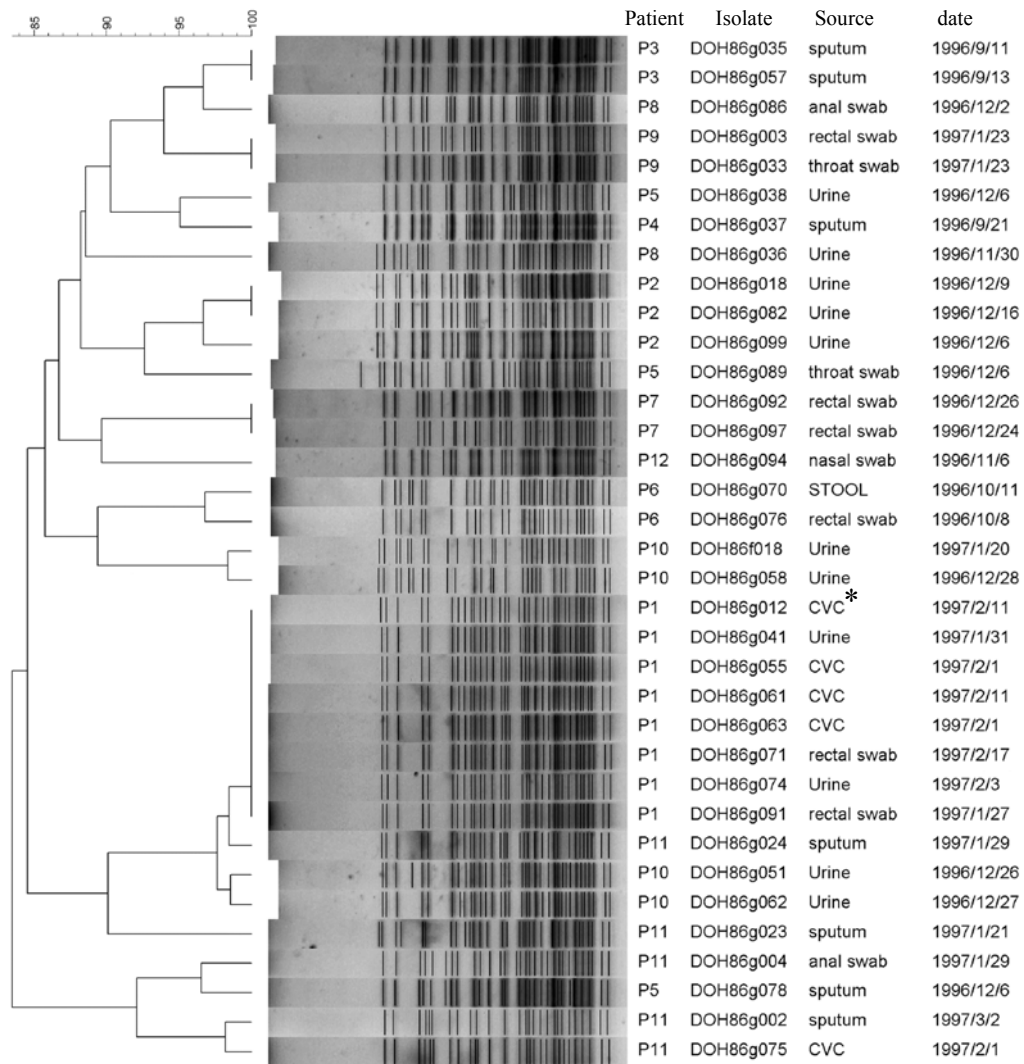 85 90 95 100
Patient Isolate Source date
P3 DOH86g035 sputum 1996/9/11
P3 DOH86g057 sputum 1996/9/13
P8 DOH86g086 anal swab 1996/12/2
P9 DOH86g003 rectal swab 1997/1/23
P9 DOH86g033 throat swab 1997/1/23
P5 DOH86g038 Urine 1996/12/6
P4 DOH86g037 sputum 1996/9/21
P8 DOH86g036 Urine 1996/11/30
P2 DOH86g018 Urine 1996/12/9
P2 DOH86g082 Urine 1996/12/16
P2 DOH86g099 Urine 1996/12/6
P5 DOH86g089 throat swab 1996/12/6
P7 DOH86g092 rectal swab 1996/12/26
P7 DOH86g097 rectal swab 1996/12/24
P12 DOH86g094 nasal swab 1996/11/6
P6 DOH86g070 STOOL 1996/10/11
P6 DOH86g076 rectal swab 1996/10/8
P10 DOH86f018 Urine 1997/1/20
P10 DOH86g058 Urine 1996/12/28
P1 DOH86g012 CVC* 1997/2/11
P1 DOH86g041 Urine 1997/1/31
P1 DOH86g055 CVC 1997/2/1
P1 DOH86g061 CVC 1997/2/11
P1 DOH86g063 CVC 1997/2/1
P1 DOH86g071 rectal swab 1997/2/17
P1 DOH86g074 Urine 1997/2/3
P1 DOH86g091 rectal swab 1997/1/27
P11 DOH86g024 sputum 1997/1/29
P10 DOH86g051 Urine 1996/12/26
P10 DOH86g062 Urine 1996/12/27
P11 DOH86g023 sputum 1997/1/21
P11 DOH86g004 anal swab 1997/1/29
P5 DOH86g078 sputum 1996/12/6
P11 DOH86g002 sputum 1997/3/2
P11 DOH86g075 CVC 1997/2/1